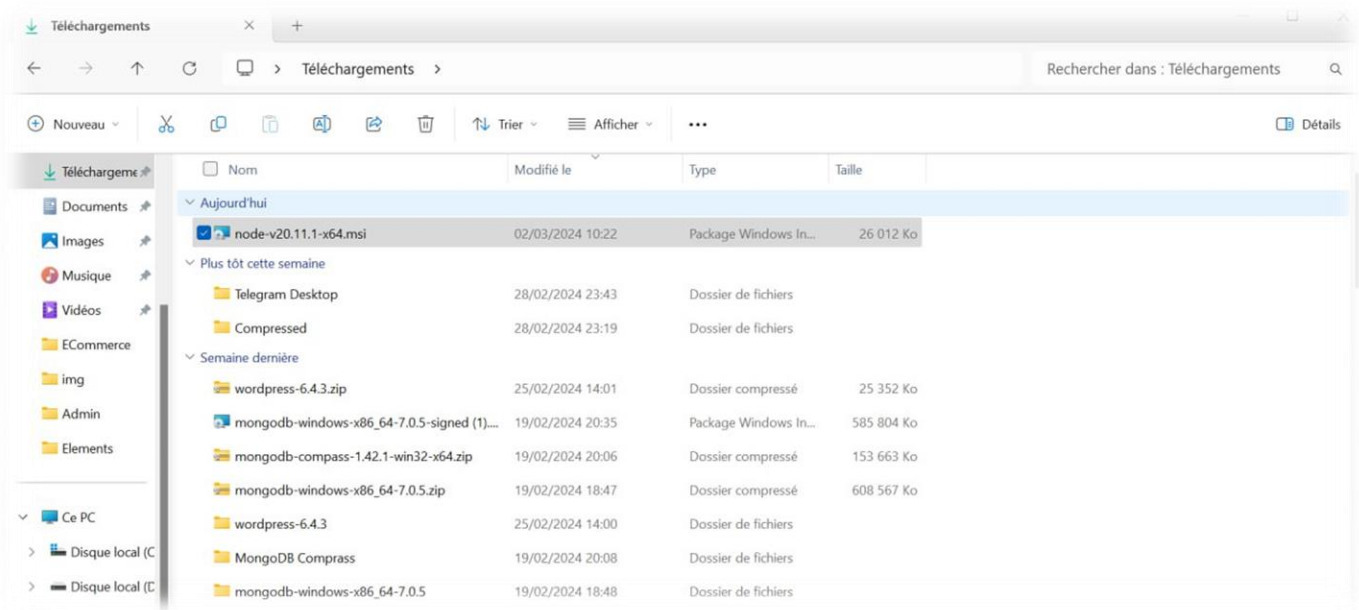 Téléchargements
Téléchargements
Rechercher dans : Téléchargements
Nouveau
Trier
Afficher
Détails
Téléchargeme
Documents
Images
Musique
Vidéos
ECommerce
img
Admin
Elements
Ce PC
Disque local (C
Disque local (D
Nom Modifié le Type Taille
Aujourd'hui
node-v20.11.1-x64.msi 02/03/2024 10:22 Package Windows In... 26 012 Ko
Plus tôt cette semaine
Telegram Desktop 28/02/2024 23:43 Dossier de fichiers
Compressed 28/02/2024 23:19 Dossier de fichiers
Semaine dernière
wordpress-6.4.3.zip 25/02/2024 14:01 Dossier compressé 25 352 Ko
mongodb-windows-x86_64-7.0.5-signed (1).... 19/02/2024 20:35 Package Windows In... 585 804 Ko
mongodb-compass-1.42.1-win32-x64.zip 19/02/2024 20:06 Dossier compressé 153 663 Ko
mongodb-windows-x86_64-7.0.5.zip 19/02/2024 18:47 Dossier compressé 608 567 Ko
wordpress-6.4.3 25/02/2024 14:00 Dossier de fichiers
MongoDB Comprass 19/02/2024 20:08 Dossier de fichiers
mongodb-windows-x86_64-7.0.5 19/02/2024 18:48 Dossier de fichiers